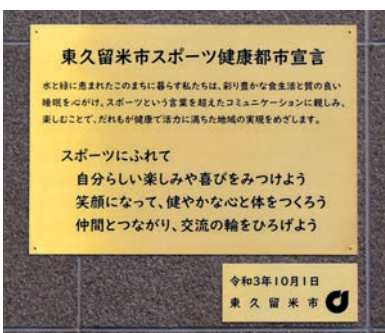 東久留米市スポーツ健康都市宣言
水と緑に恵まれたこのまちに暮らす私たちは、彩り豊かな食生活と質の良い
睡眠を心がけ、スポーツという言葉を超えたコミュニケーションに親しみ、
楽しむことで、だれもが健康で活力に満ちた地域の実現をめざします。
スポーツにふれて
自分らしい楽しみや喜びをみつけよう
笑顔になって、健やかな心と体をつくろう
仲間とつながり、交流の輪をひろげよう
令和3年10月1日
東久留米市